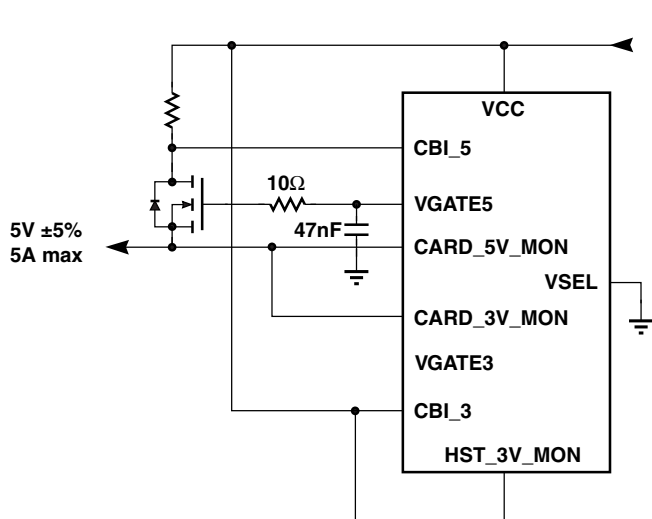 VCC
CBI_5
10Ω
VGATE5
47nF
5V ±5%
5A max
CARD_5V_MON
VSEL
CARD_3V_MON
VGATE3
CBI_3
HST_3V_MON